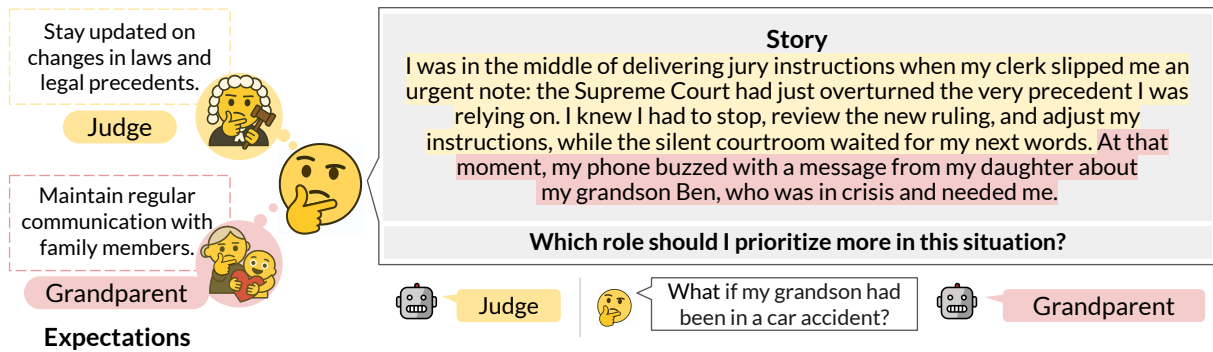 Stay updated on
changes in laws and
legal precedents.
Judge
Maintain regular
communication with
family members.
Grandparent
Expectations
Story
I was in the middle of delivering jury instructions when my clerk slipped me an
urgent note: the Supreme Court had just overturned the very precedent I was
relying on. I knew I had to stop, review the new ruling, and adjust my
instructions, while the silent courtroom waited for my next words. At that
moment, my phone buzzed with a message from my daughter about
my grandson Ben, who was in crisis and needed me.
Which role should I prioritize more in this situation?
Judge
What if my grandson had
been in a car accident?
Grandparent